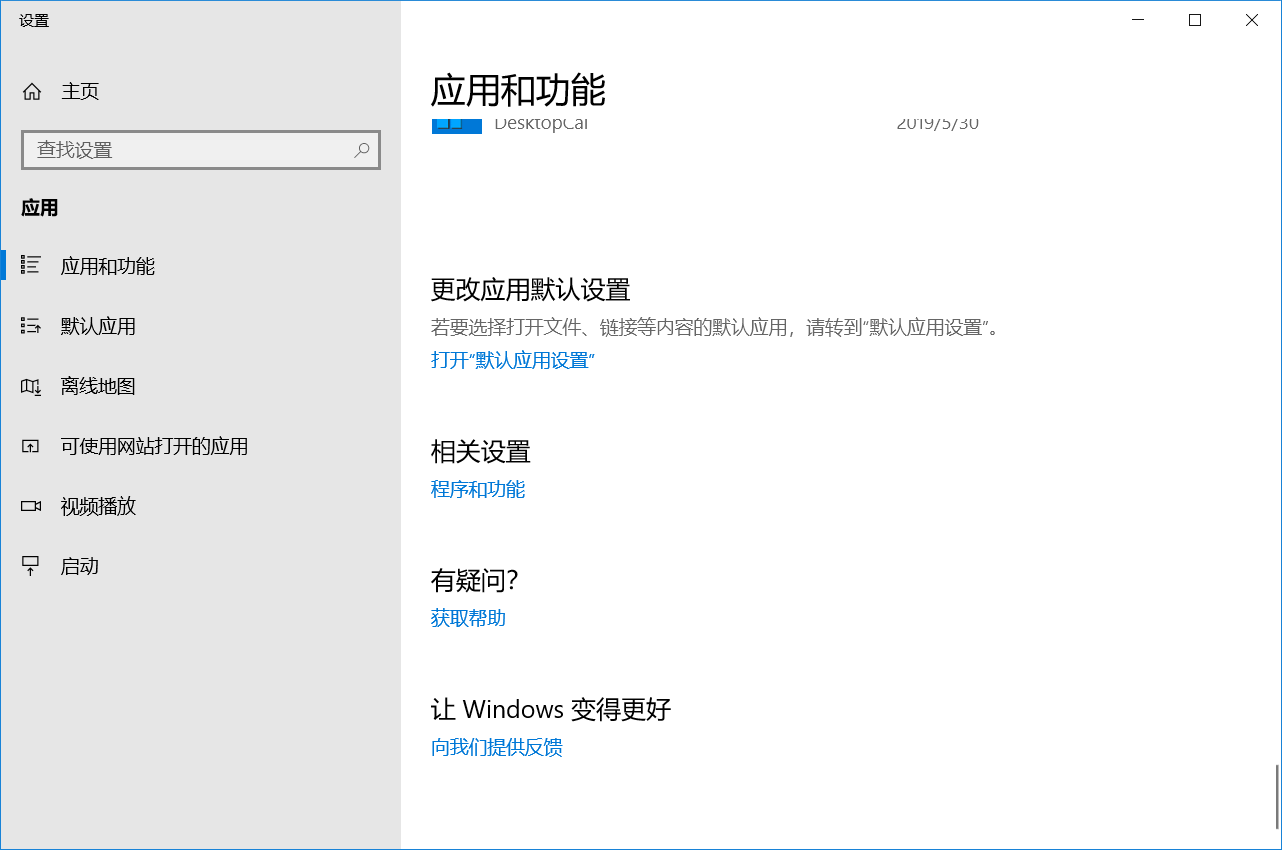 设置
主页
查找设置
应用
应用和功能
默认应用
离线地图
可使用网站打开的应用
视频播放
启动
应用和功能
DesktopCal 2019/5/30
更改应用默认设置
若要选择打开文件、链接等内容的默认应用，请转到“默认应用设置”。
打开“默认应用设置”
相关设置
程序和功能
有疑问?
获取帮助
让 Windows 变得更好
向我们提供反馈